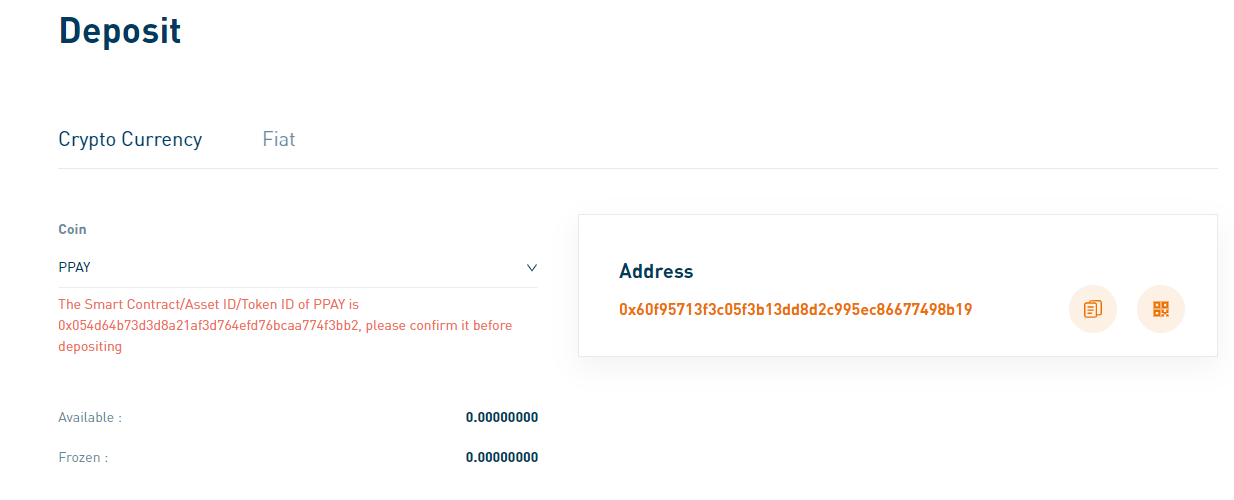 Deposit
Crypto Currency
Fiat
Coin
PPAY
The Smart Contract/Asset ID/Token ID of PPAY is
0x054d64b73d3d8a21af3d764efd76bcaa774f3bb2, please confirm it before
depositing
Available :
0.00000000
Frozen :
0.00000000
Address
0x60f95713f3c05f3b13dd8d2c995ec86677498b19